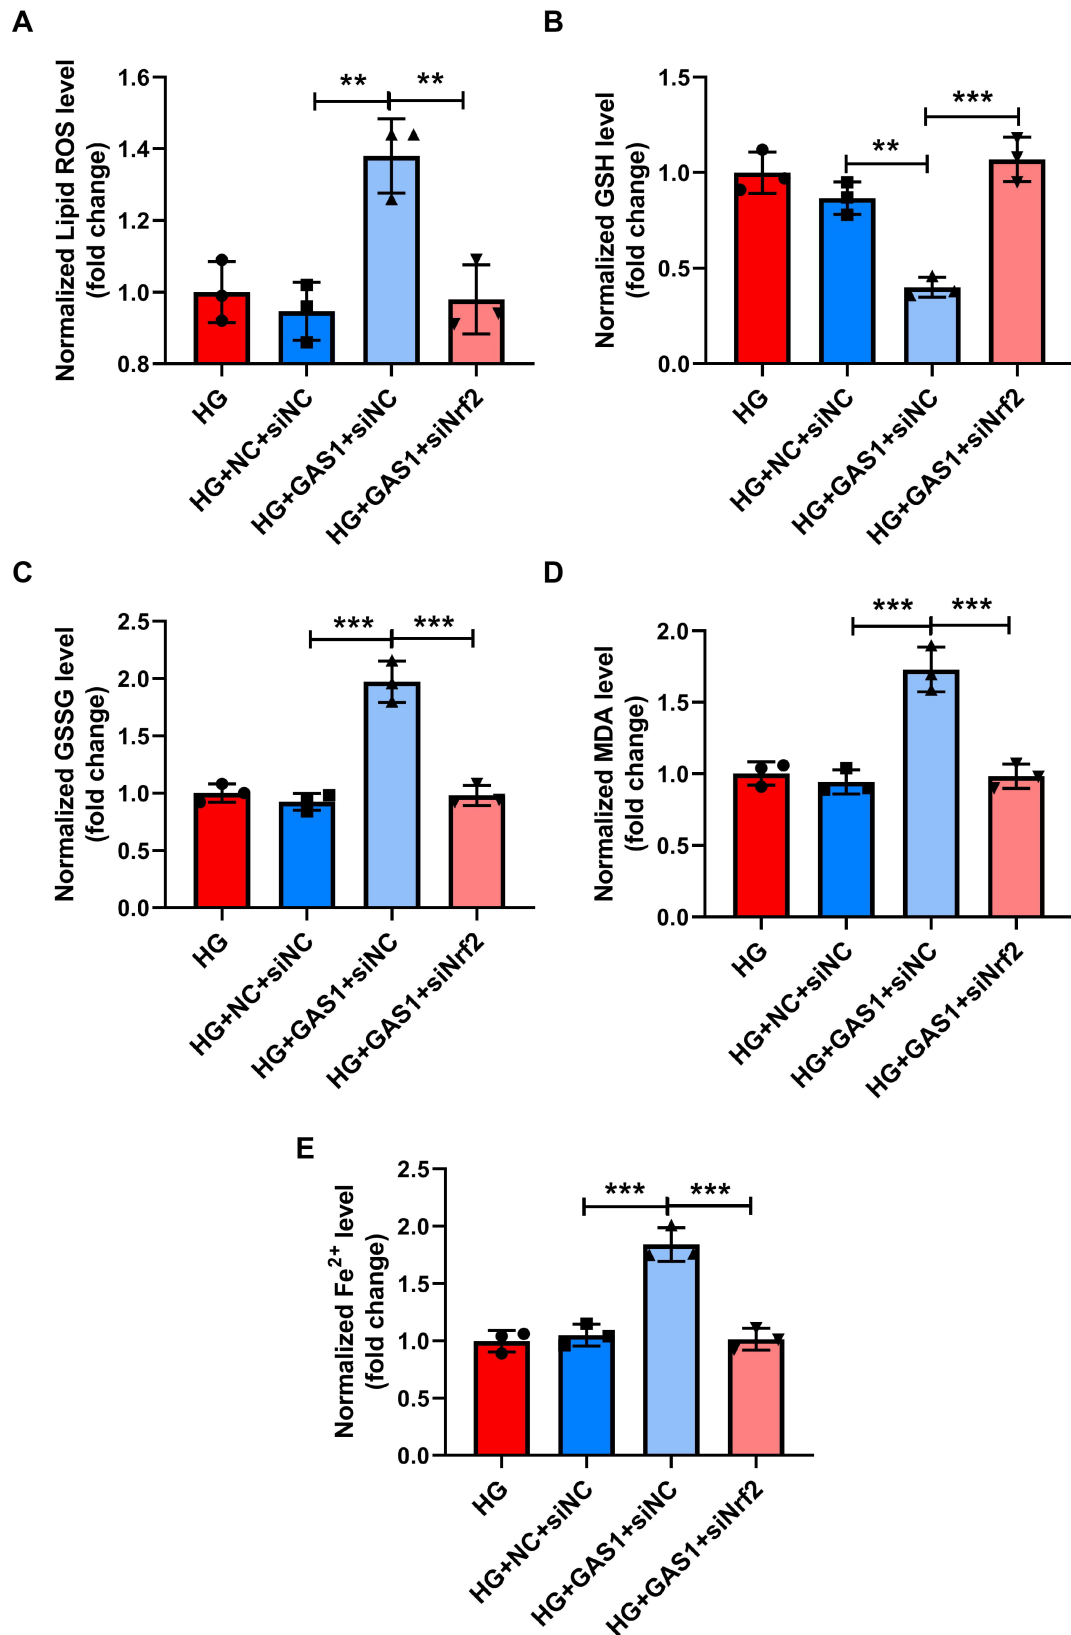 A
Normalized Lipid ROS level
(fold change)
1.6
1.4
1.2
1.0
0.8
** **
HG
HG+NC+siNC
HG+GAS1+siNC
HG+GAS1+siNrf2
B
Normalized GSH level
(fold change)
1.5
1.0
0.5
0.0
** ***
HG
HG+NC+siNC
HG+GAS1+siNC
HG+GAS1+siNrf2
C
Normalized GSSG level
(fold change)
2.5
2.0
1.5
1.0
0.5
0.0
*** ***
HG
HG+NC+siNC
HG+GAS1+siNC
HG+GAS1+siNrf2
D
Normalized MDA level
(fold change)
2.0
1.5
1.0
0.5
0.0
*** ***
HG
HG+NC+siNC
HG+GAS1+siNC
HG+GAS1+siNrf2
E
Normalized Fe²⁺ level
(fold change)
2.5
2.0
1.5
1.0
0.5
0.0
*** ***
HG
HG+NC+siNC
HG+GAS1+siNC
HG+GAS1+siNrf2